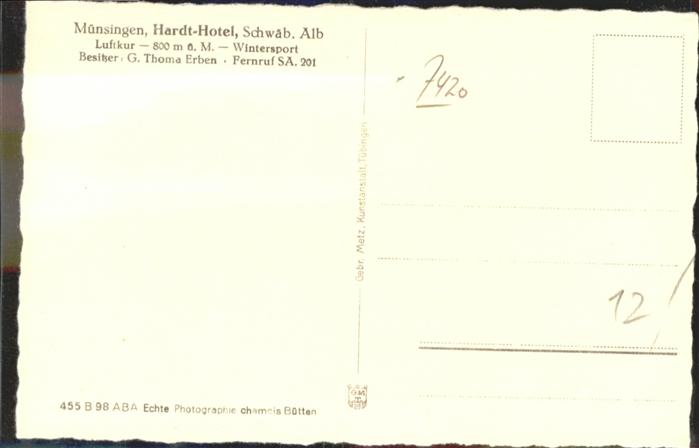 Münsingen, Hardt-Hotel, Schwäb. Alb
Luftkur — 800 m ü. M. — Wintersport
Besitzer: G. Thoma Erben · Fernruf SA. 201
7420
Gebr. Metz, Kunstanstalt, Tübingen
12
455 B 98 ABA Echte Photographie chamois Bütten